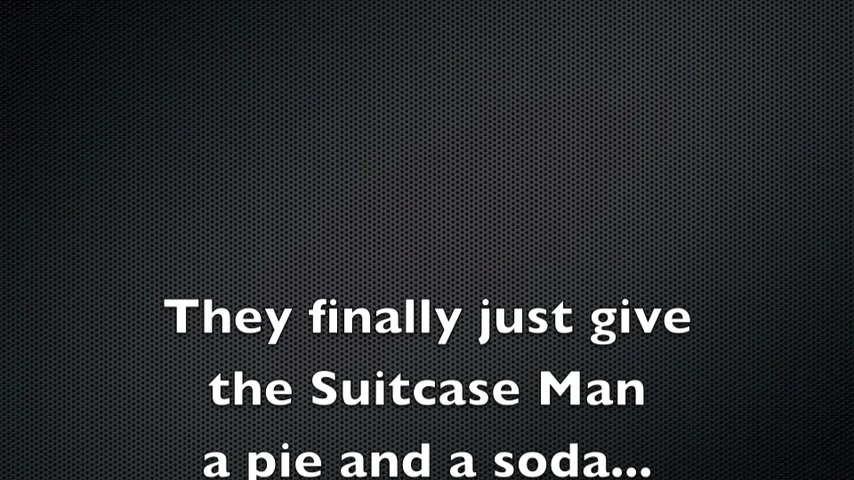 They finally just give
the Suitcase Man
a pie and a soda...